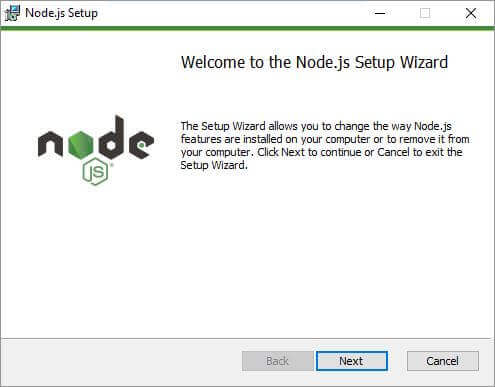 Node.js Setup
Welcome to the Node.js Setup Wizard
The Setup Wizard allows you to change the way Node.js
features are installed on your computer or to remove it from
your computer. Click Next to continue or Cancel to exit the
Setup Wizard.
node
JS
®
Back
Next
Cancel